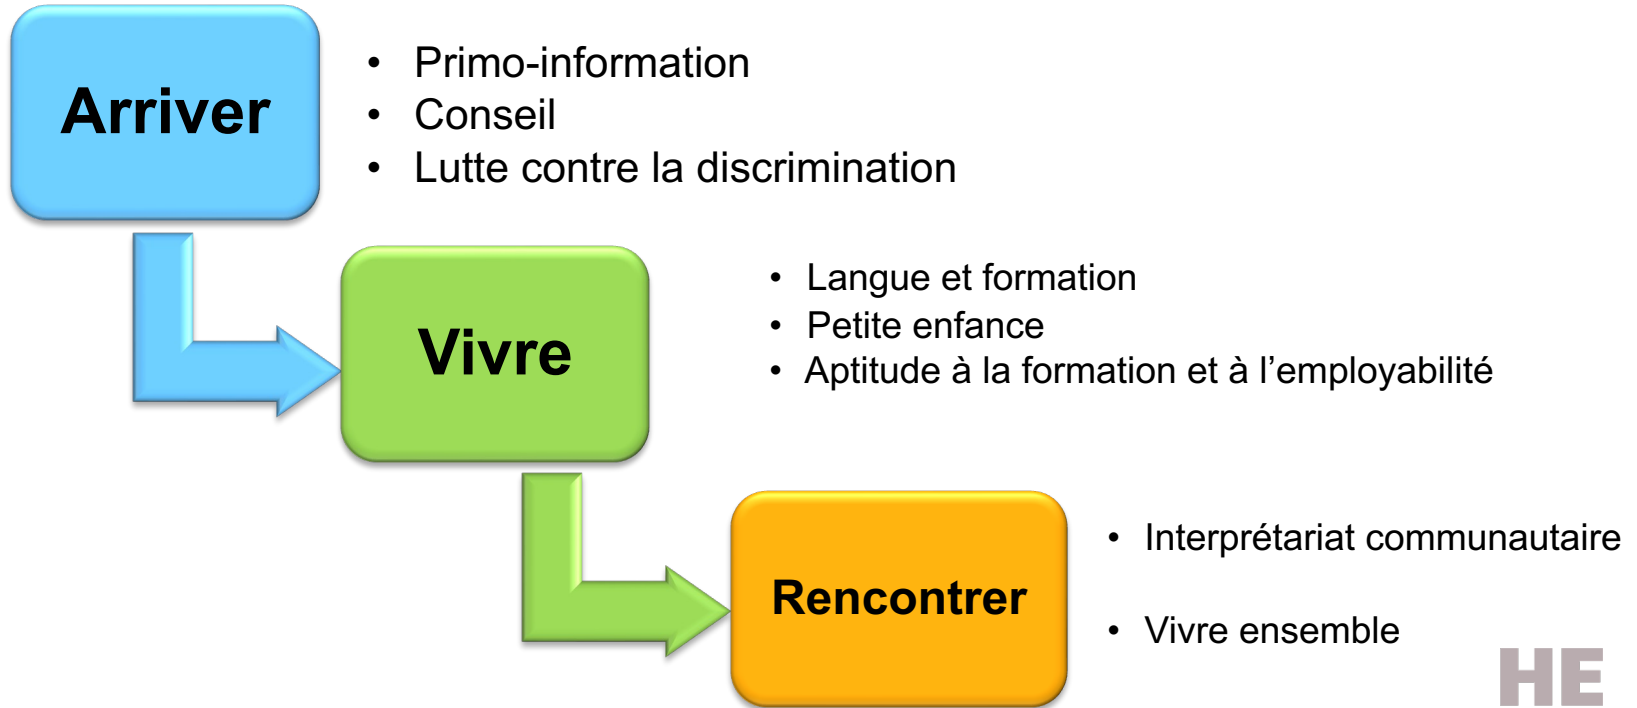 Arriver
• Primo-information
• Conseil
• Lutte contre la discrimination
Vivre
• Langue et formation
• Petite enfance
• Aptitude à la formation et à l’employabilité
Rencontrer
• Interprétariat communautaire
• Vivre ensemble
HE